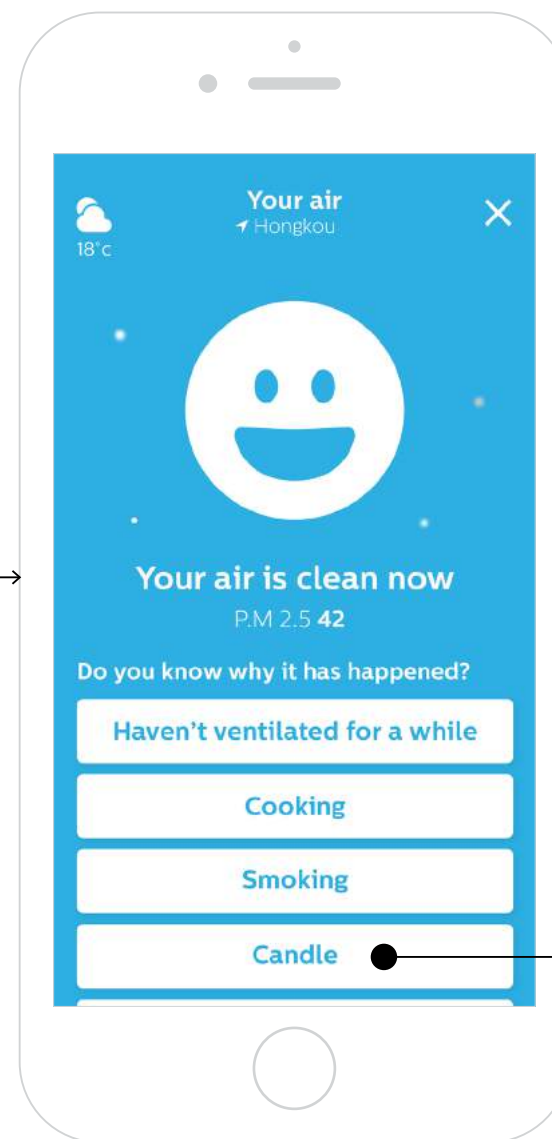 Your air
Hongkou
18°c
Your air is clean now
P.M 2.5 42
Do you know why it has happened?
Haven't ventilated for a while
Cooking
Smoking
Candle